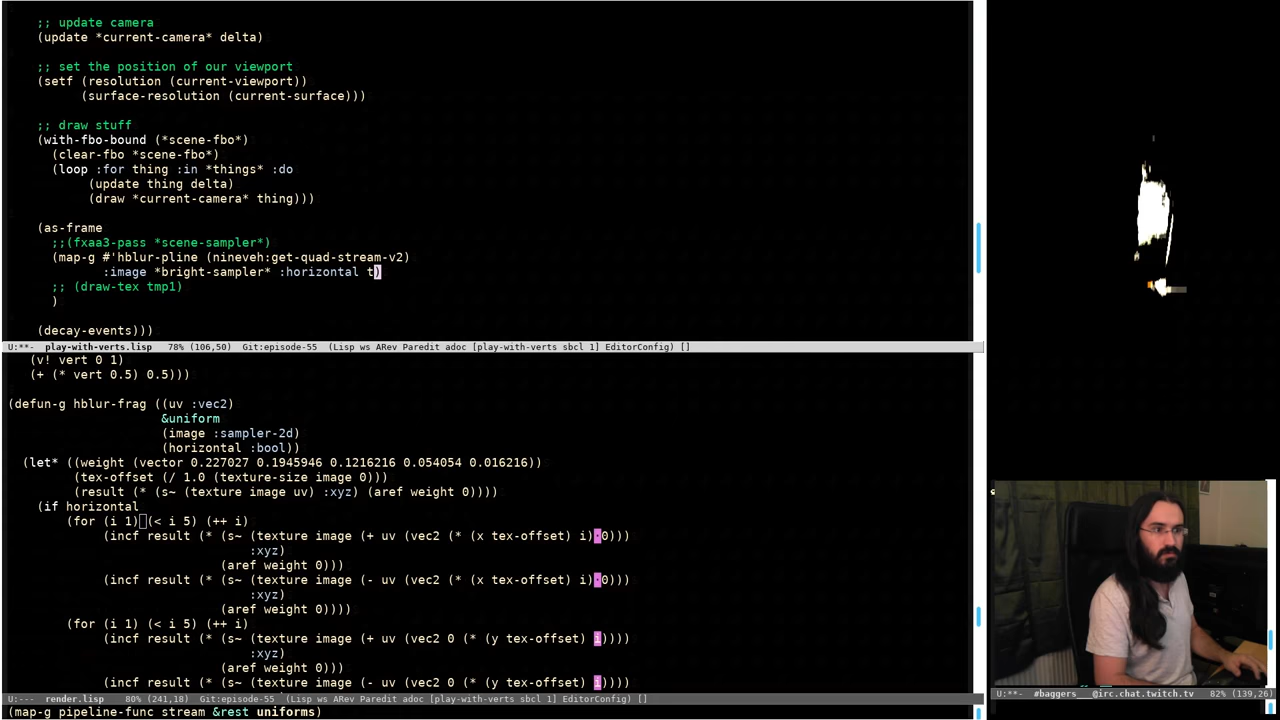 ;; update camera
    (update *current-camera* delta)
    ;; set the position of our viewport
    (setf (resolution (current-viewport))
          (surface-resolution (current-surface)))
    ;; draw stuff
    (with-fbo-bound (*scene-fbo*)
      (clear-fbo *scene-fbo*)
      (loop :for thing :in *things* :do
           (update thing delta)
           (draw *current-camera* thing)))
    (as-frame
      ;;(fxaa3-pass *scene-sampler*)
      (map-g #'hblur-pline (nineveh:get-quad-stream-v2)
             :image *bright-sampler* :horizontal t)
      ;; (draw-tex tmp1)
      )
    (decay-events)))
U:**-  play-with-verts.lisp   78% (106,50)  Git:episode-55  (Lisp ws ARev Paredit adoc [play-with-verts sbcl 1] EditorConfig) []
   (v! vert 0 1)
   (+ (* vert 0.5) 0.5)))
(defun-g hblur-frag ((uv :vec2)
                     &uniform
                     (image :sampler-2d)
                     (horizontal :bool))
  (let* ((weight (vector 0.227027 0.1945946 0.1216216 0.054054 0.016216))
         (tex-offset (/ 1.0 (texture-size image 0)))
         (result (* (s~ (texture image uv) :xyz) (aref weight 0))))
    (if horizontal
        (for (i 1) (< i 5) (++ i)
             (incf result (* (s~ (texture image (+ uv (vec2 (* (x tex-offset) i) 0)))
                                 :xyz)
                             (aref weight 0)))
             (incf result (* (s~ (texture image (- uv (vec2 (* (x tex-offset) i) 0)))
                                 :xyz)
                             (aref weight 0))))
        (for (i 1) (< i 5) (++ i)
             (incf result (* (s~ (texture image (+ uv (vec2 0 (* (y tex-offset) i))))
                                 :xyz)
                             (aref weight 0)))
             (incf result (* (s~ (texture image (- uv (vec2 0 (* (y tex-offset) i))))
U:---  render.lisp   80% (241,18)  Git:episode-55  (Lisp ws ARev Paredit adoc [play-with-verts sbcl 1] EditorConfig) []
U:**-  #baggers  _@irc.chat.twitch.tv  82% (139,26)
(map-g pipeline-func stream &rest uniforms)